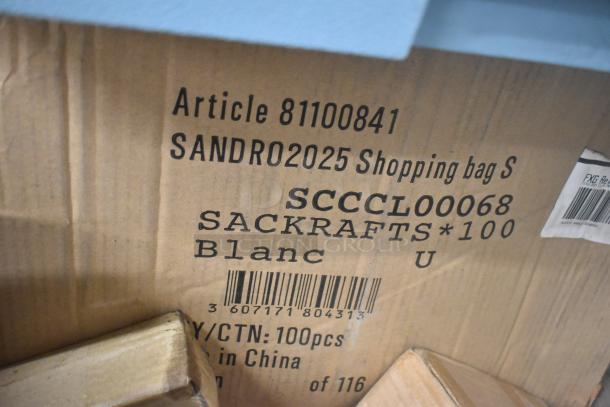 Article 81100841
SANDRO2025 Shopping bag S
SCCCL00068
SACKRAFTS*100
Blanc U
3 607171 804313
Y/CTN: 100pcs
in China
of 116